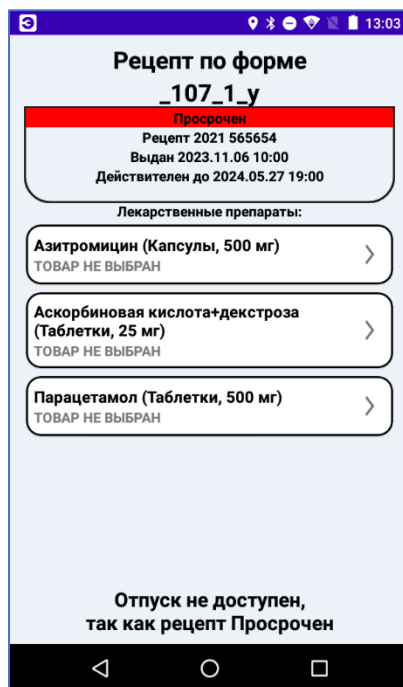 13:03
Рецепт по форме
_107_1_у
Просрочен
Рецепт 2021 565654
Выдан 2023.11.06 10:00
Действителен до 2024.05.27 19:00
Лекарственные препараты:
Азитромицин (Капсулы, 500 мг)
ТОВАР НЕ ВЫБРАН
Аскорбиновая кислота+декстроза
(Таблетки, 25 мг)
ТОВАР НЕ ВЫБРАН
Парацетамол (Таблетки, 500 мг)
ТОВАР НЕ ВЫБРАН
Отпуск не доступен,
так как рецепт Просрочен